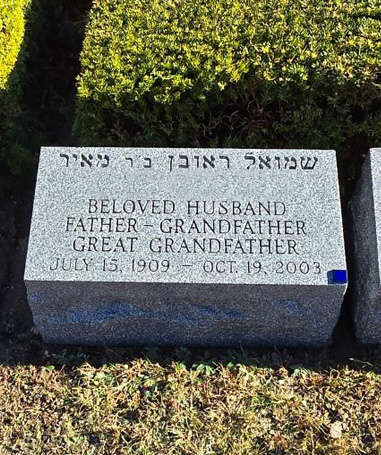 שמואל ראובן ב׳ר מאיר
BELOVED HUSBAND
FATHER - GRANDFATHER
GREAT GRANDFATHER
JULY 15, 1909 - OCT. 19, 2003